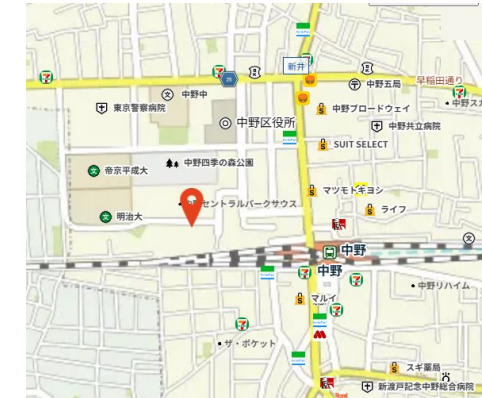 新井
25
早稲田通り
中野五局
中野中
東京警察病院
中野ブロードウェイ
中野区役所
中野共立病院
SUIT SELECT
中野四季の森公園
帝京平成大
マツモトキヨシ
セントラルパークサウス
ライフ
明治大
KFC
中野
中野
中野リハイム
マルイ
ザ・ポケット
スギ薬局
新渡戸記念中野総合病院